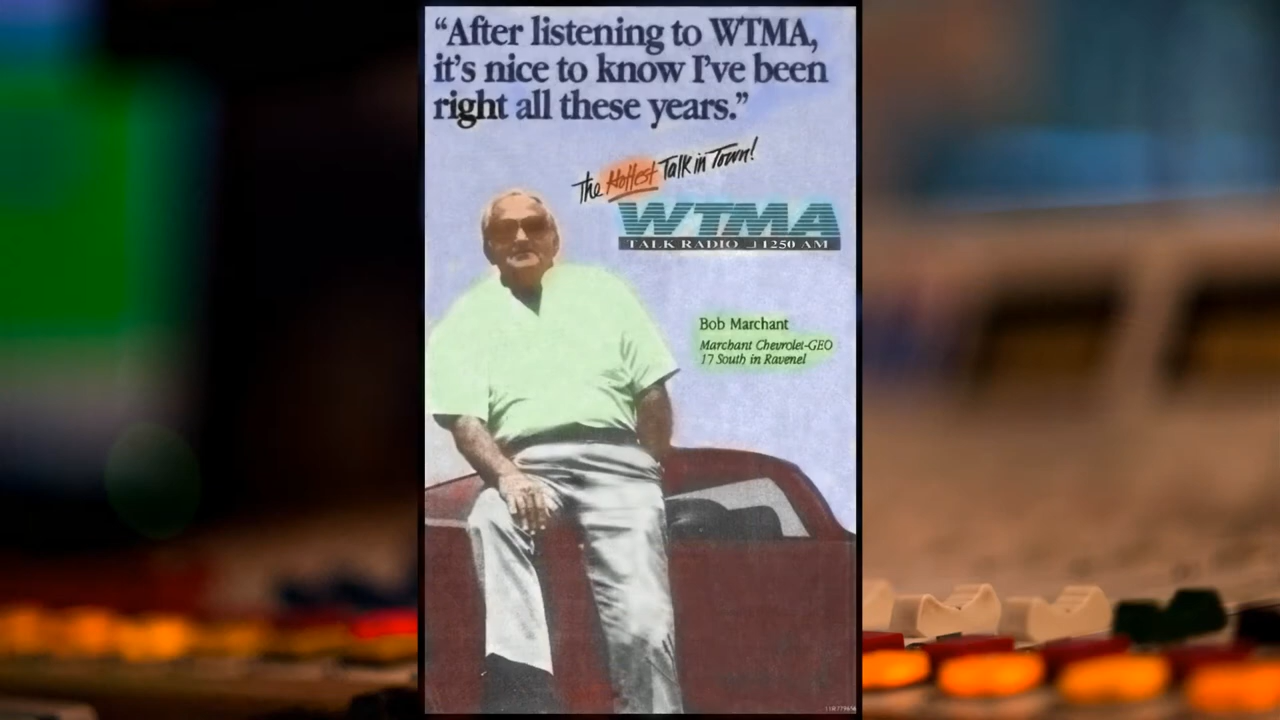 “After listening to WTMA,
it’s nice to know I’ve been
right all these years.”
The Hottest Talk in Town!
WTMA
TALK RADIO 1250 AM
Bob Marchant
Marchant Chevrolet-GEO
17 South in Ravenel